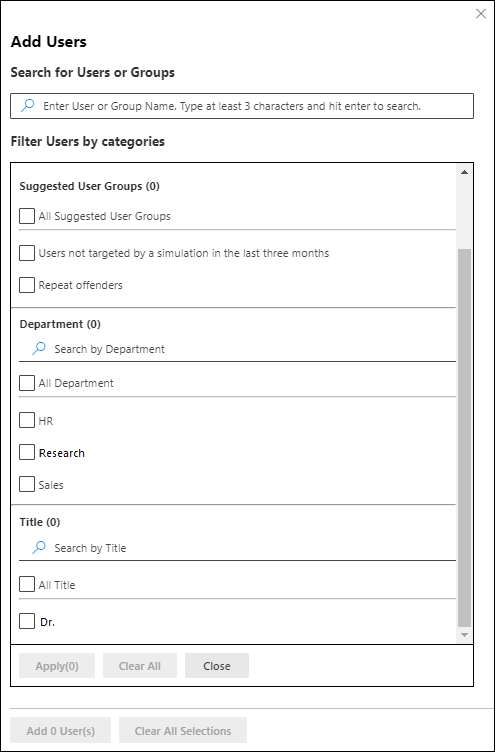 Add Users
Search for Users or Groups
Enter User or Group Name. Type at least 3 characters and hit enter to search.
Filter Users by categories
Suggested User Groups (0)
All Suggested User Groups
Users not targeted by a simulation in the last three months
Repeat offenders
Department (0)
Search by Department
All Department
HR
Research
Sales
Title (0)
Search by Title
All Title
Dr.
Apply(0) Clear All Close
Add 0 User(s) Clear All Selections